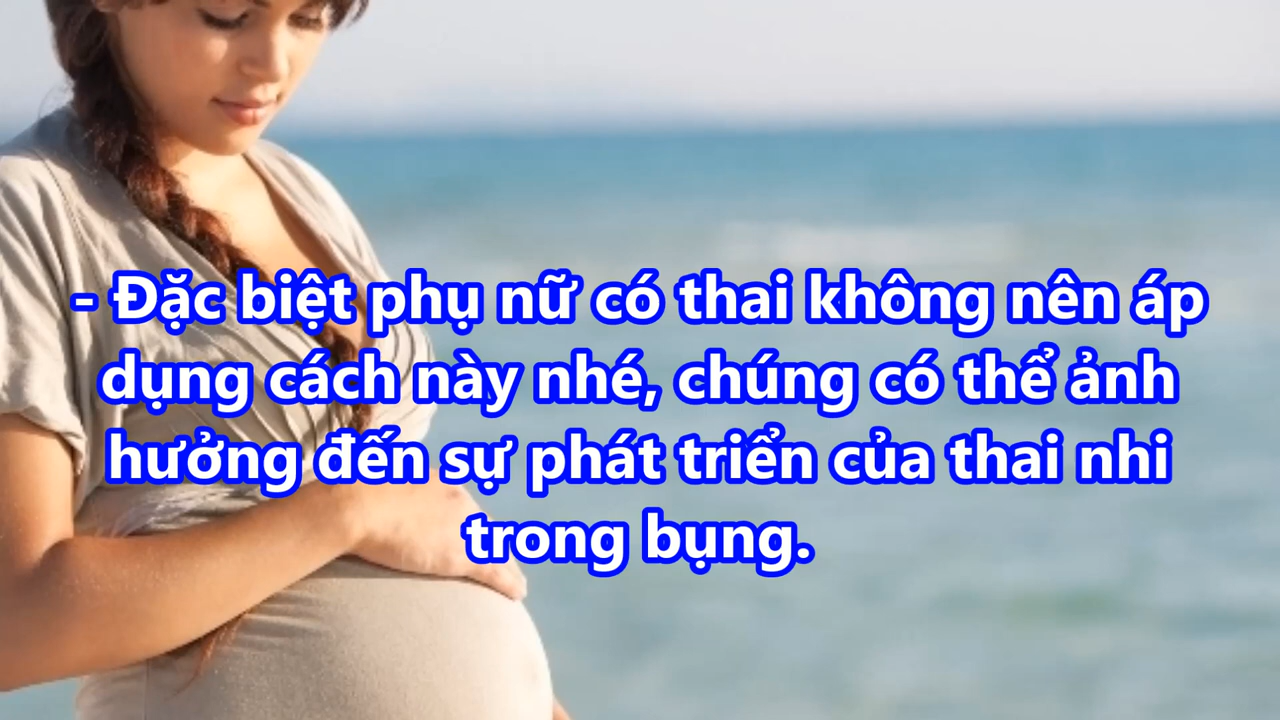 - Đặc biệt phụ nữ có thai không nên áp
dụng cách này nhé, chúng có thể ảnh
hưởng đến sự phát triển của thai nhi
trong bụng.